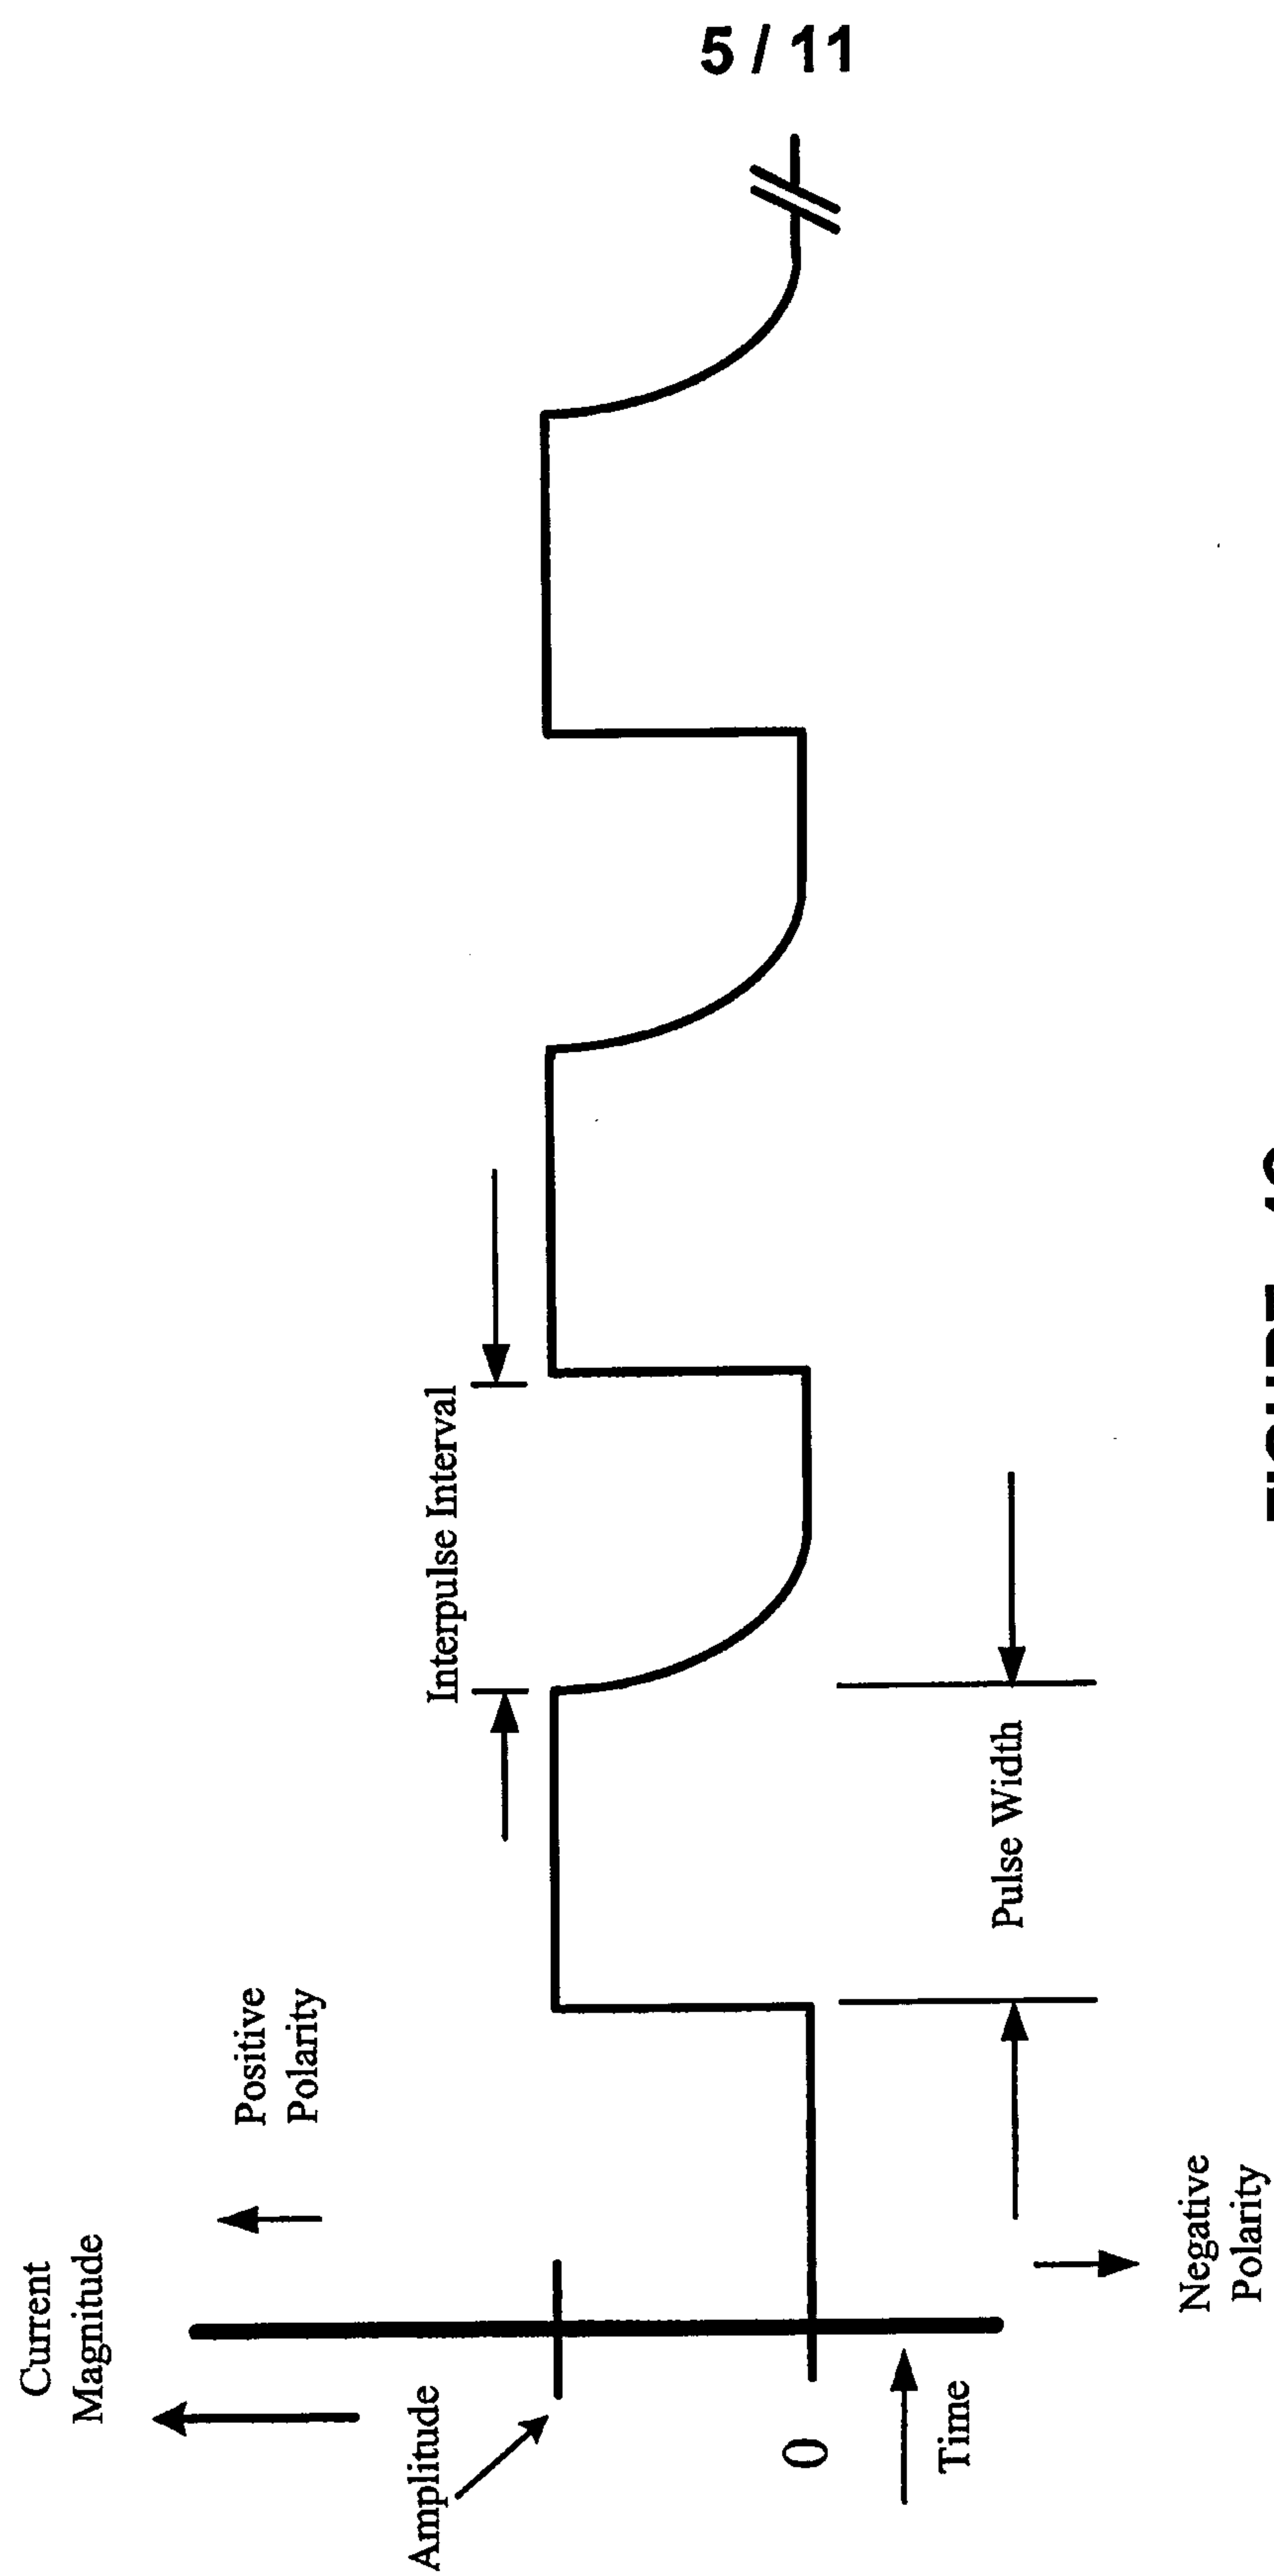 5 / 11
Current
Magnitude
Positive
Polarity
Amplitude
Interpulse Interval
0
Time
Pulse Width
Negative
Polarity